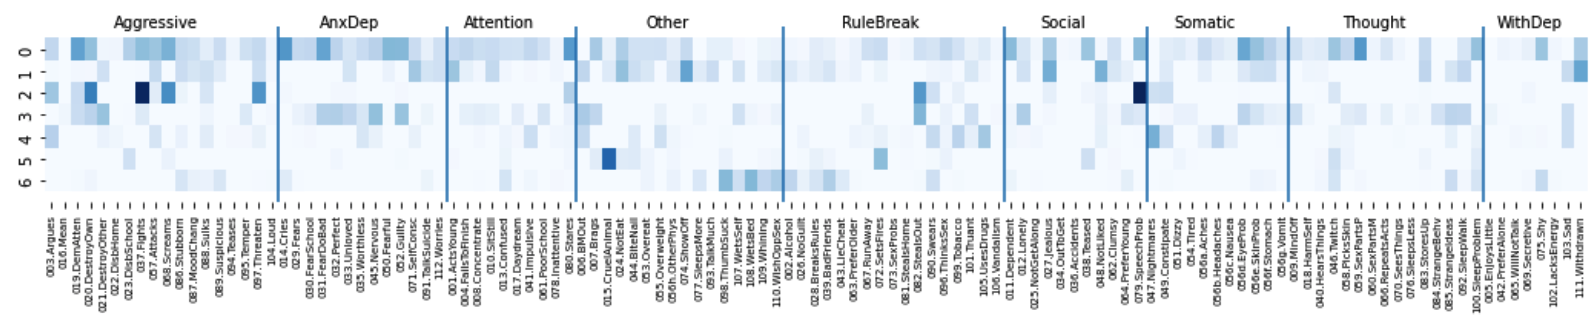 Aggressive
AnxDep
Attention
Other
RuleBreak
Social
Somatic
Thought
WithDep
0
1
2
3
4
5
6
003.Argues
016.Mean
019.DemAtten
020.DestroyOwn
021.DestroyOther
022.DisbHome
023.DisbSchool
037.Fights
057.Attacks
068.Screams
086.Stubborn
087.MoodChang
088.Sulks
089.Suspicious
094.Teases
095.Temper
097.Threaten
104.Loud
014.Cries
029.Fears
030.FearSchool
031.FearDoBad
032.Perfect
033.Unloved
035.Worthless
045.Nervous
050.Fearful
052.Guilty
071.SelfConsc
091.TalkSuicide
112.Worries
001.ActsYoung
004.FailsToFinish
008.Concentrate
010.SitStill
013.Confused
017.Daydream
041.Impulsive
061.PoorSchool
078.Inattentive
080.Stares
006.BMOut
007.Brags
015.CruelAnimal
024.NotEat
044.BiteNail
053.Overeat
055.Overweight
056h.OtherPhys
074.ShowOff
077.SleepMore
093.TalkMuch
098.ThumbSuck
107.WetsSelf
108.WetsBed
109.Whining
110.WishOppSex
002.Alcohol
026.NoGuilt
028.BreaksRules
039.BadFriends
043.LieCheat
063.PreferOlder
067.RunAway
072.SetsFires
073.SexProbs
081.StealsHome
082.StealsOut
090.Swears
096.ThinksSex
099.Tobacco
101.Truant
105.UsesDrugs
106.Vandalism
011.Dependent
012.Lonely
025.NotGetAlong
027.Jealous
034.OutToGet
036.Accidents
038.Teased
048.NotLiked
062.Clumsy
064.PreferYoung
079.SpeechProb
047.Nightmares
049.Constipate
051.Dizzy
054.Tired
056a.Aches
056b.Headaches
056c.Nausea
056d.EyeProb
056e.SkinProb
056f.Stomach
056g.Vomit
009.MindOff
018.HarmSelf
040.HearsThings
046.Twitch
058.PicksSkin
059.SexPartsP
060.SexPartsM
066.RepeatsActs
070.SeesThings
076.SleepsLess
083.StoresUp
084.StrangeBehv
085.StrangeIdeas
092.SleepWalk
100.SleepProblem
005.EnjoysLittle
042.PreferAlone
065.WillNotTalk
069.Secretive
075.Shy
102.LacksEnergy
103.Sad
111.Withdrawn